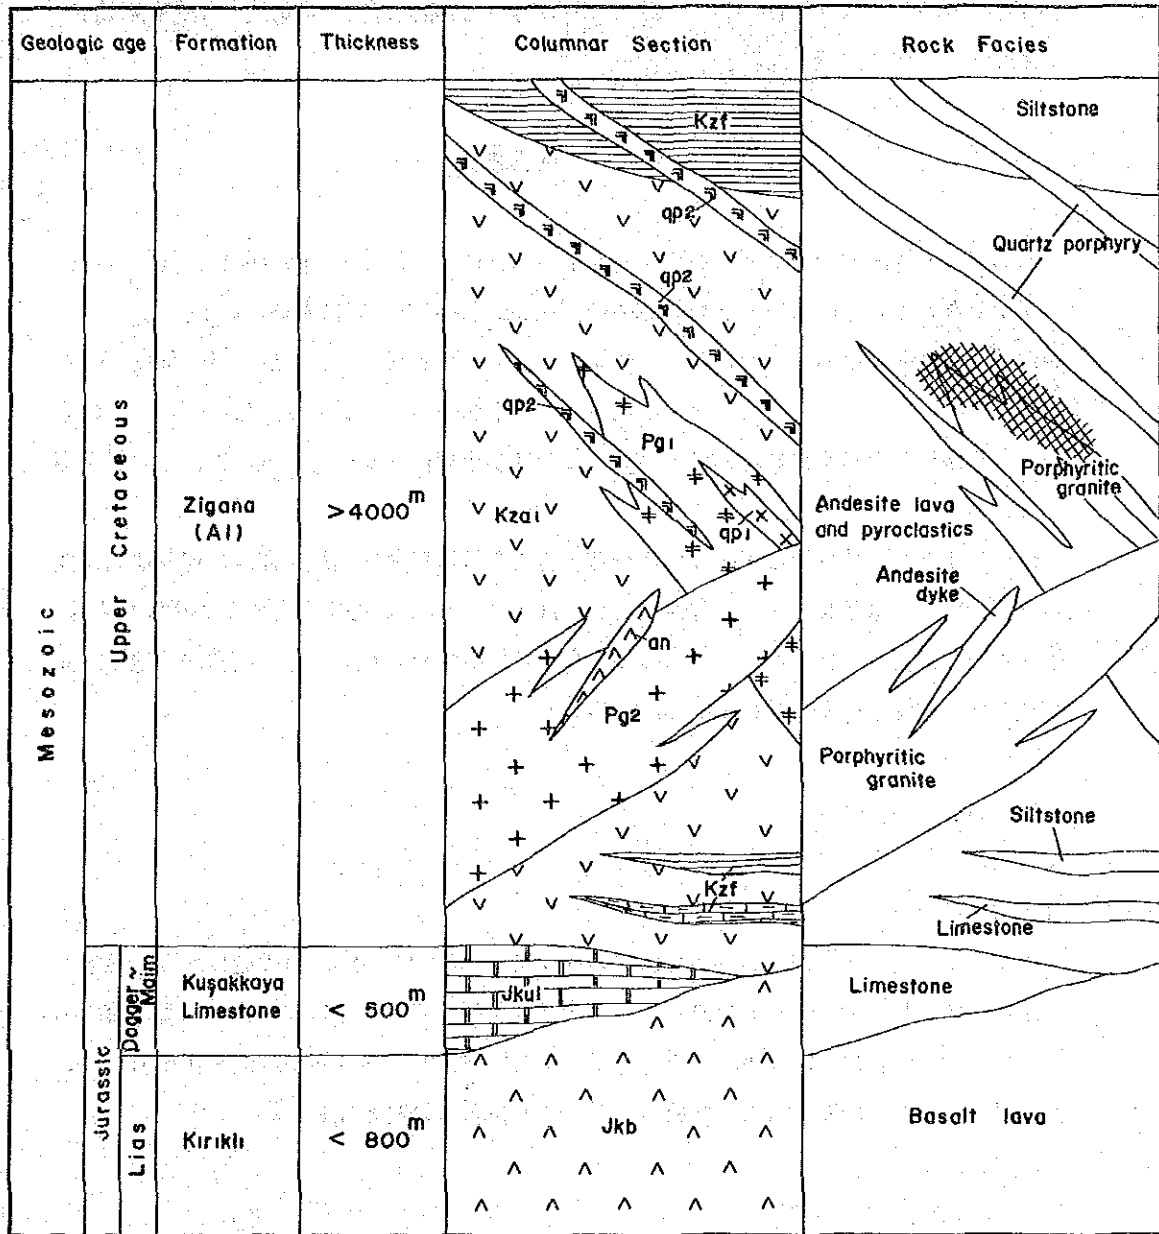 Geologic age
Formation
Thickness
Columnar Section
Rock Facies
Mesozoic
Upper Cretaceous
Zigana
(Al)
>4000m
Kzf
qp2
qp2
qp2
Pg1
Kza1
qp1
an
Pg2
Kzf
Siltstone
Quartz porphyry
Porphyritic
granite
Andesite lava
and pyroclastics
Andesite
dyke
Porphyritic
granite
Siltstone
Limestone
Jurassic
Dogger ~
Malm
Kuşakkaya
Limestone
< 500m
Jkul
Limestone
Lias
Kırıklı
< 800m
Jkb
Basalt lava